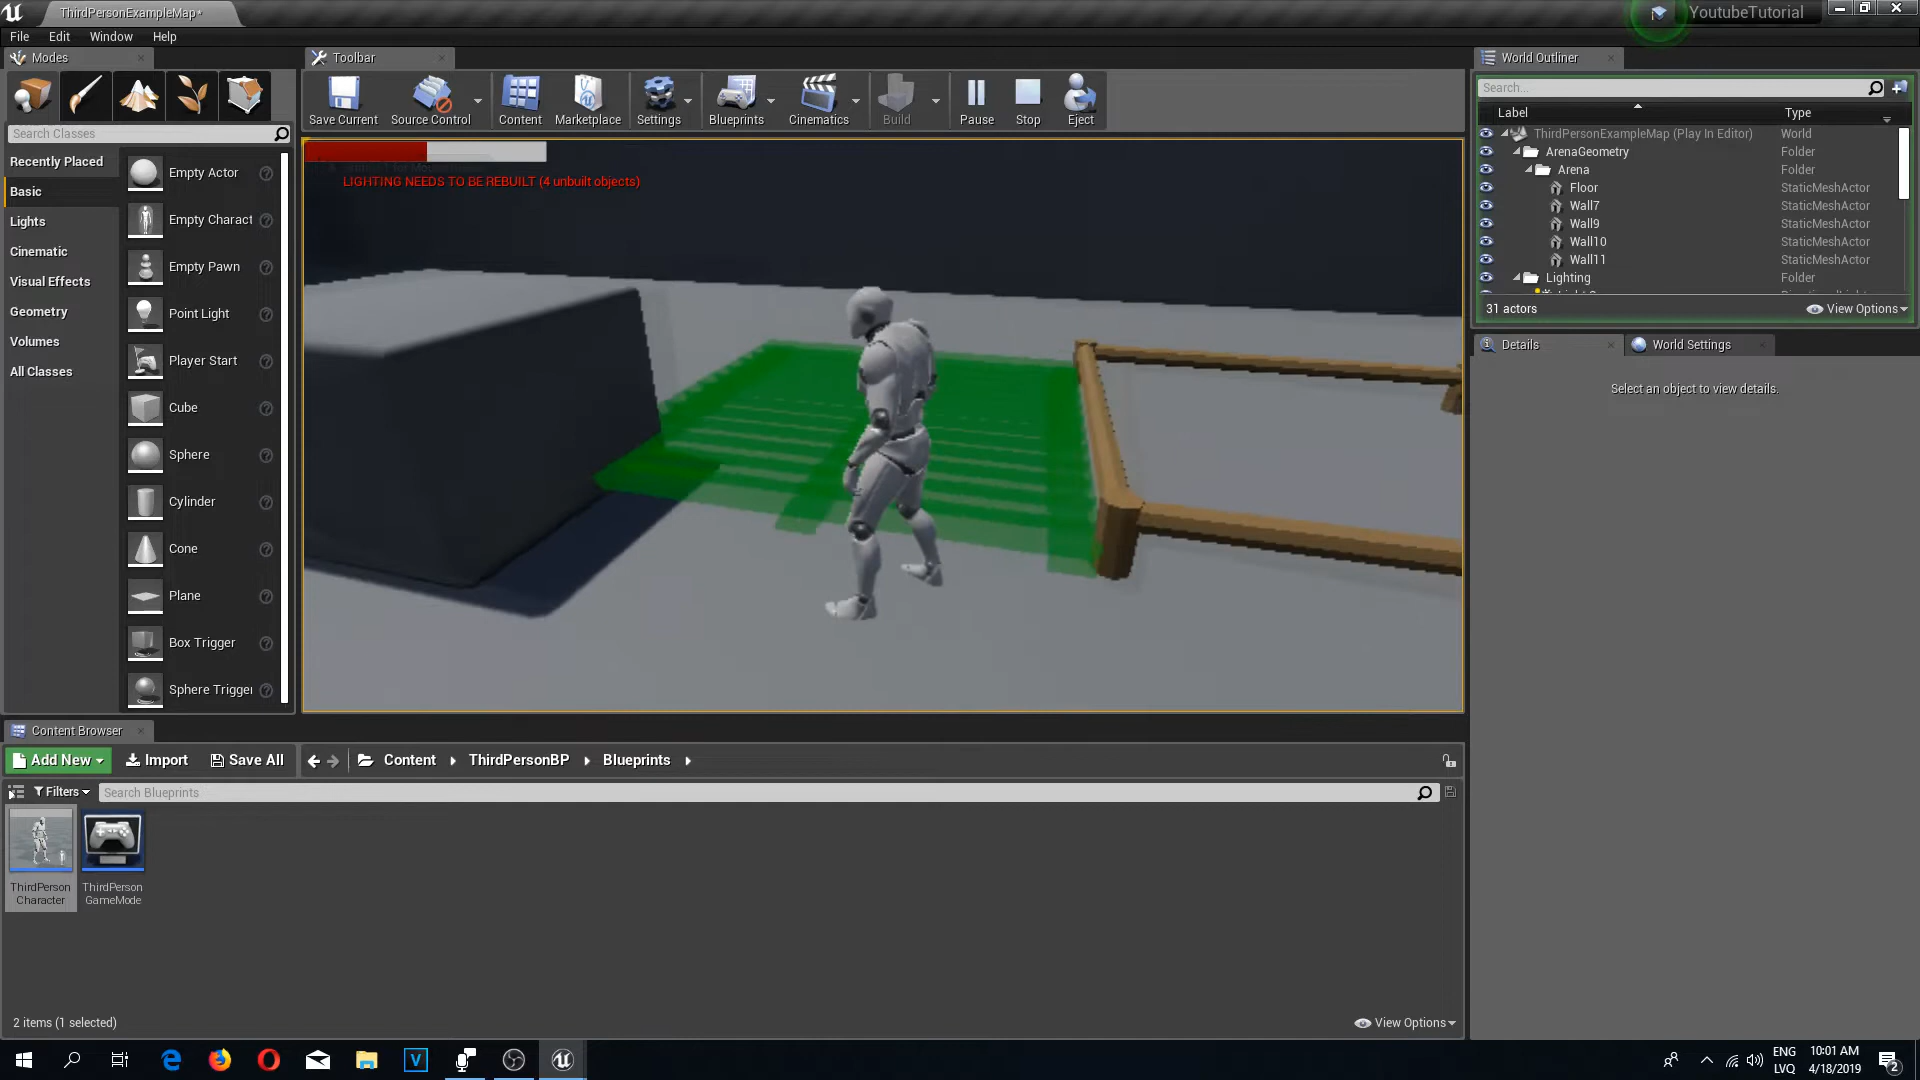 ThirdPersonExampleMap*
YoutubeTutorial
File Edit Window Help
Modes
Toolbar
World Outliner
Search Classes
Save Current
Source Control
Content
Marketplace
Settings
Blueprints
Cinematics
Build
Pause
Stop
Eject
Search...
Label Type
ThirdPersonExampleMap (Play In Editor) World
ArenaGeometry Folder
Arena Folder
Floor StaticMeshActor
Wall7 StaticMeshActor
Wall9 StaticMeshActor
Wall10 StaticMeshActor
Wall11 StaticMeshActor
Lighting Folder
31 actors
View Options
Recently Placed
Basic
Lights
Cinematic
Visual Effects
Geometry
Volumes
All Classes
Empty Actor
Empty Charact
Empty Pawn
Point Light
Player Start
Cube
Sphere
Cylinder
Cone
Plane
Box Trigger
Sphere Trigger
LIGHTING NEEDS TO BE REBUILT (4 unbuilt objects)
Details
World Settings
Select an object to view details.
Content Browser
Add New
Import
Save All
Content
ThirdPersonBP
Blueprints
Filters
Search Blueprints
ThirdPerson
Character
ThirdPerson
GameMode
2 items (1 selected)
View Options
ENG
LVQ
10:01 AM
4/18/2019
2